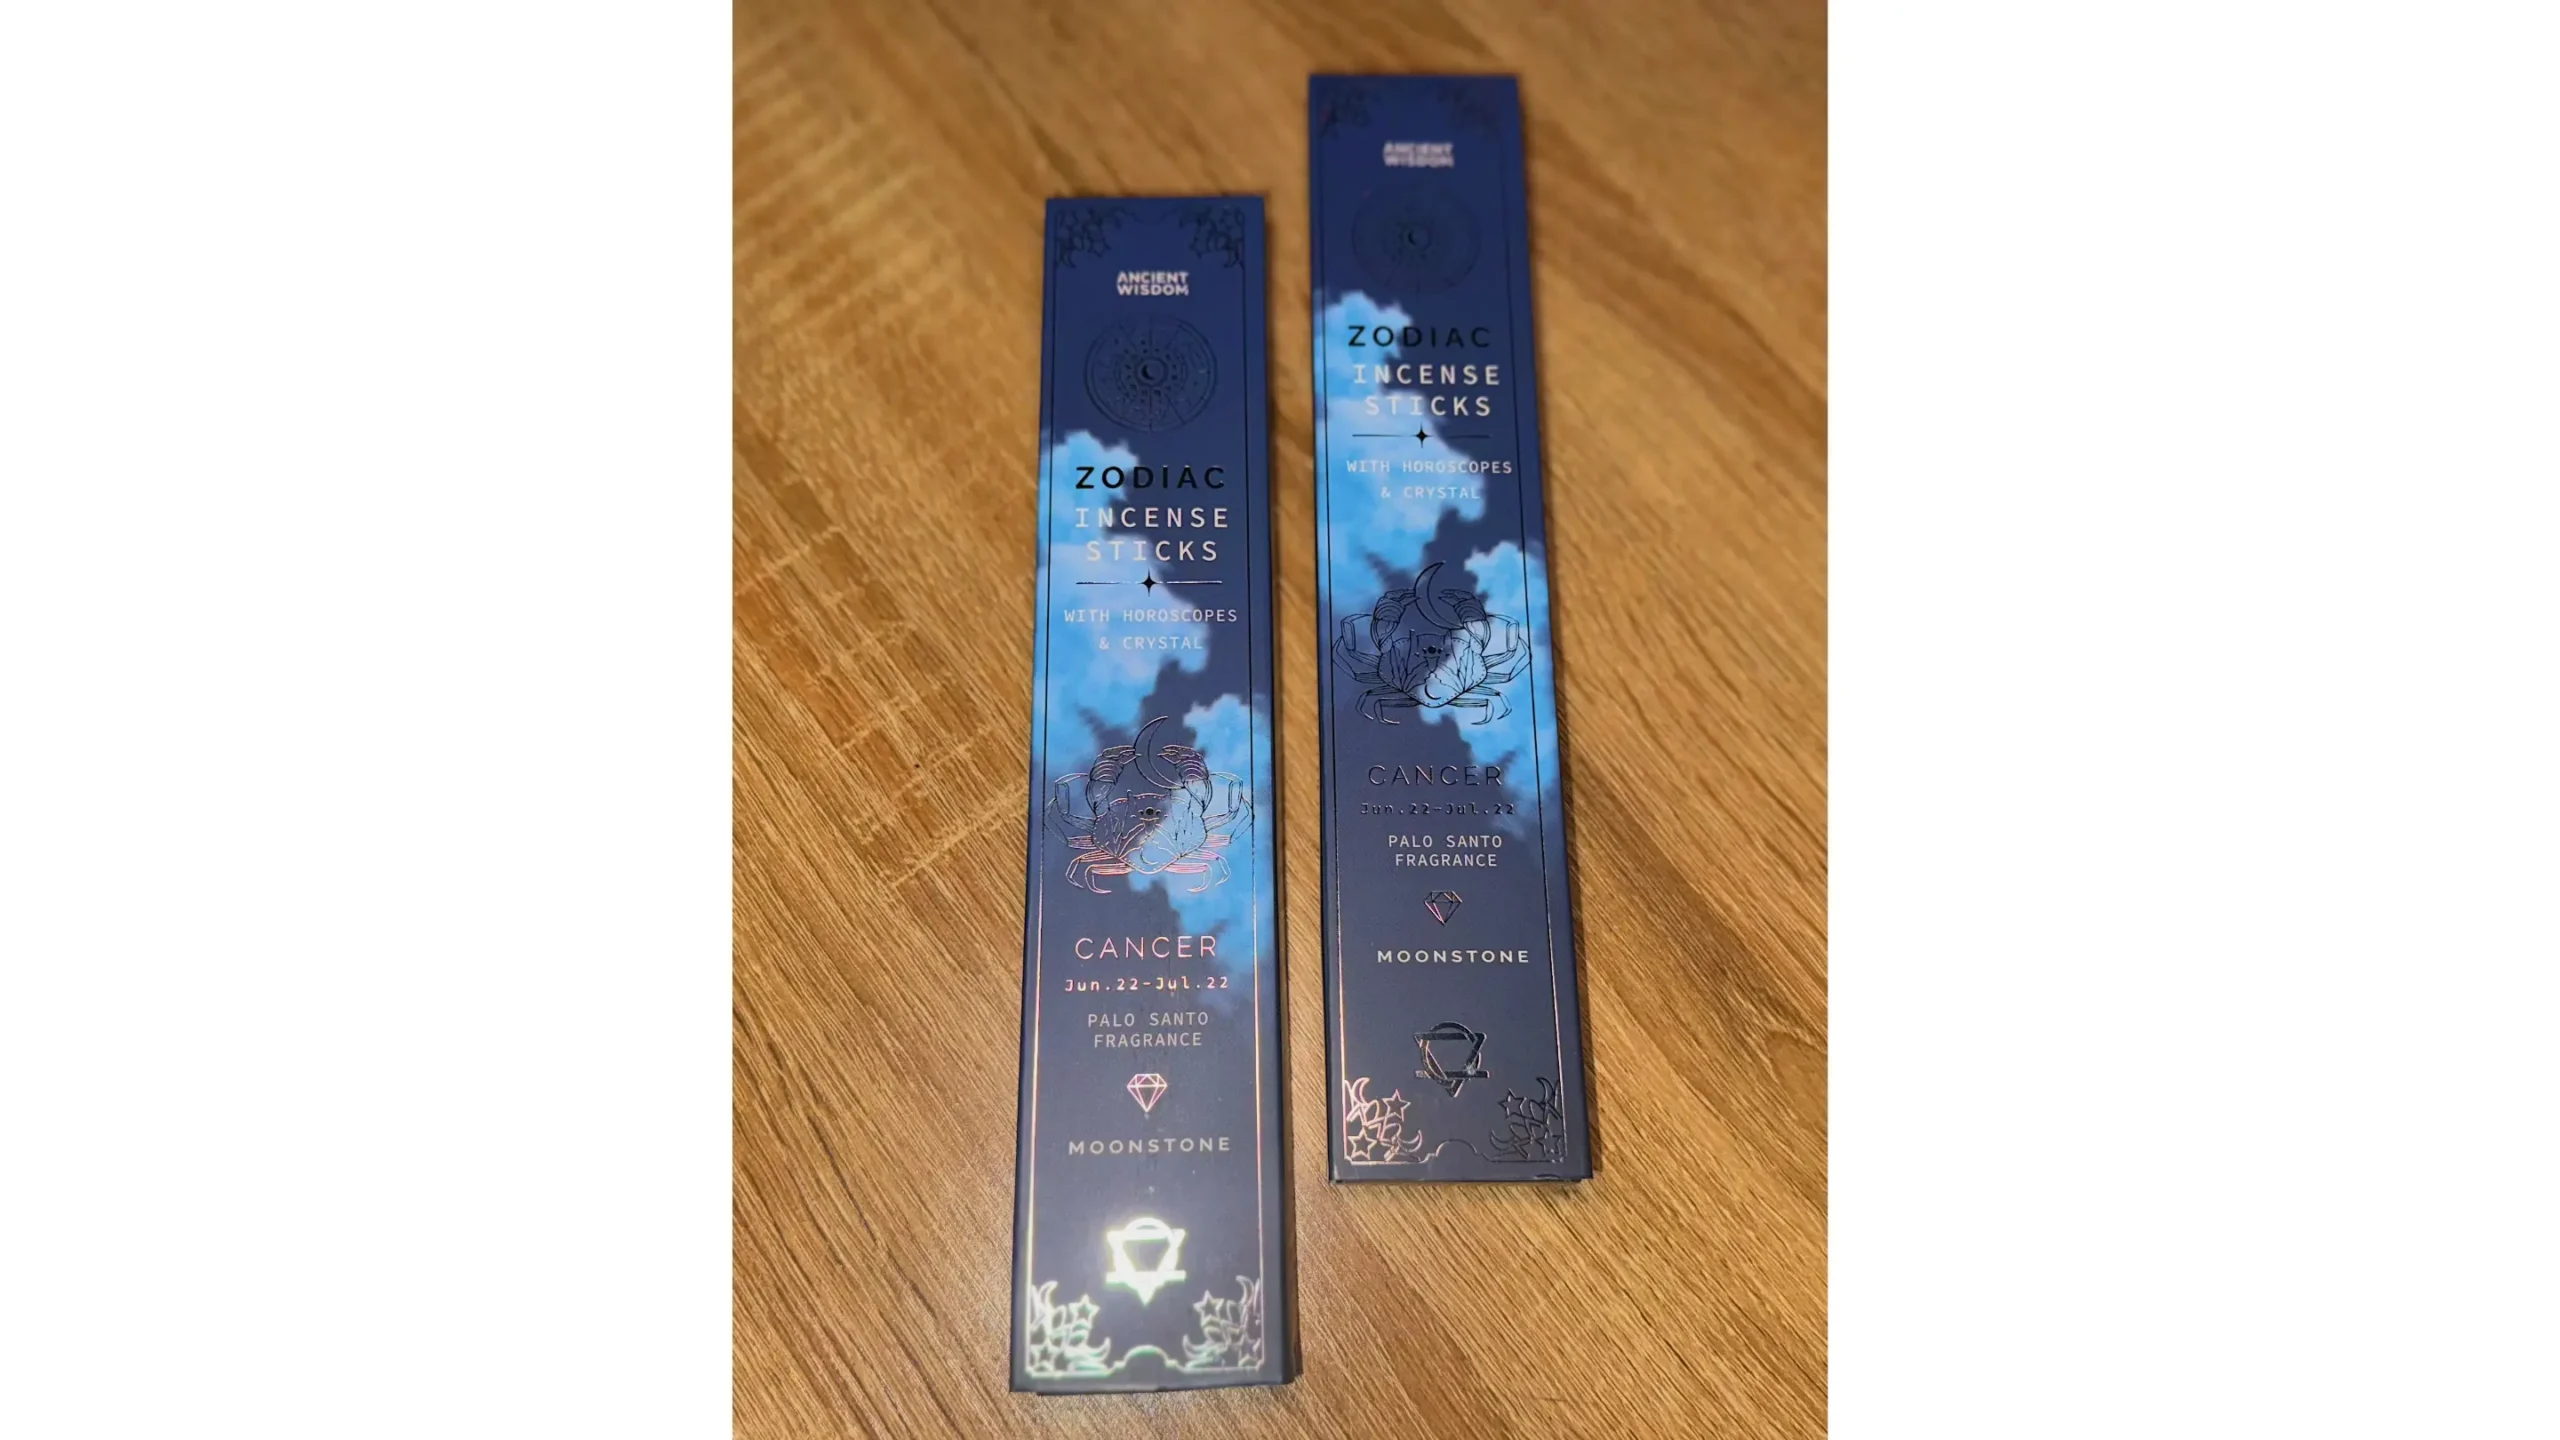 ANCIENT
WISDOM
ZODIAC
INCENSE
STICKS
WITH HOROSCOPES
& CRYSTAL
CANCER
Jun.22-Jul.22
PALO SANTO
FRAGRANCE
MOONSTONE
ANCIENT
WISDOM
ZODIAC
INCENSE
STICKS
WITH HOROSCOPES
& CRYSTAL
CANCER
Jun.22-Jul.22
PALO SANTO
FRAGRANCE
MOONSTONE